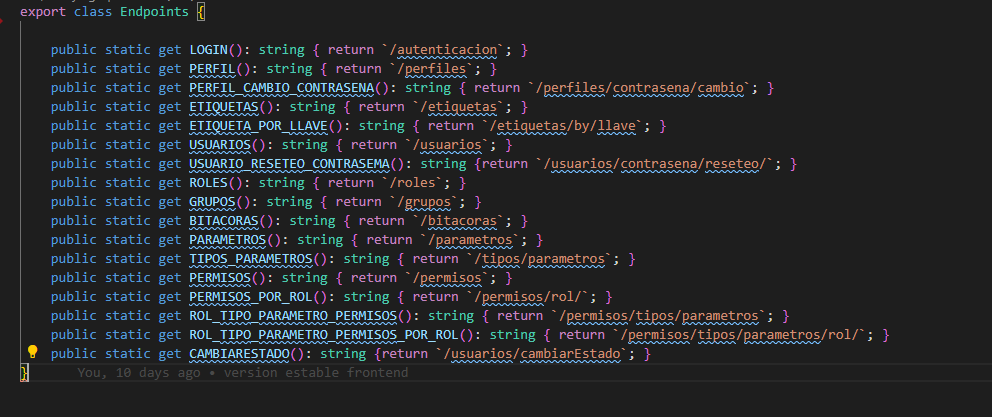 export class Endpoints {
public static get LOGIN(): string { return `/autenticacion`; }
public static get PERFIL(): string { return `/perfiles`; }
public static get PERFIL_CAMBIO_CONTRASENA(): string { return `/perfiles/contrasena/cambio`; }
public static get ETIQUETAS(): string { return `/etiquetas`; }
public static get ETIQUETA_POR_LLAVE(): string { return `/etiquetas/by/llave`; }
public static get USUARIOS(): string { return `/usuarios`; }
public static get USUARIO_RESETEO_CONTRASEMA(): string {return `/usuarios/contrasena/reseteo/`; }
public static get ROLES(): string { return `/roles`; }
public static get GRUPOS(): string { return `/grupos`; }
public static get BITACORAS(): string { return `/bitacoras`; }
public static get PARAMETROS(): string { return `/parametros`; }
public static get TIPOS_PARAMETROS(): string { return `/tipos/parametros`; }
public static get PERMISOS(): string { return `/permisos`; }
public static get PERMISOS_POR_ROL(): string { return `/permisos/rol/`; }
public static get ROL_TIPO_PARAMETRO_PERMISOS(): string { return `/permisos/tipos/parametros`; }
public static get ROL_TIPO_PARAMETRO_PERMISOS_POR_ROL(): string { return `/permisos/tipos/parametros/rol/`; }
public static get CAMBIARESTADO(): string {return `/usuarios/cambiarEstado`; }
} You, 10 days ago • version estable frontend